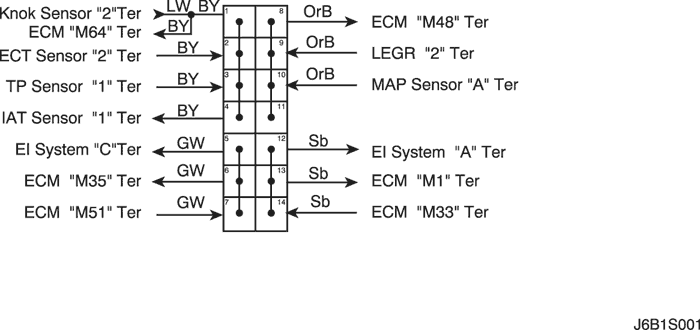 Knok Sensor "2"Ter LW BY 1 8 OrB ECM "M48" Ter
ECM "M64" Ter BY
ECT Sensor "2" Ter BY 2 9 OrB LEGR "2" Ter
TP Sensor "1" Ter BY 3 10 OrB MAP Sensor "A" Ter
IAT Sensor "1" Ter BY 4 11
EI System "C"Ter GW 5 12 Sb EI System "A" Ter
ECM "M35" Ter GW 6 13 Sb ECM "M1" Ter
ECM "M51" Ter GW 7 14 Sb ECM "M33" Ter
J6B1S001